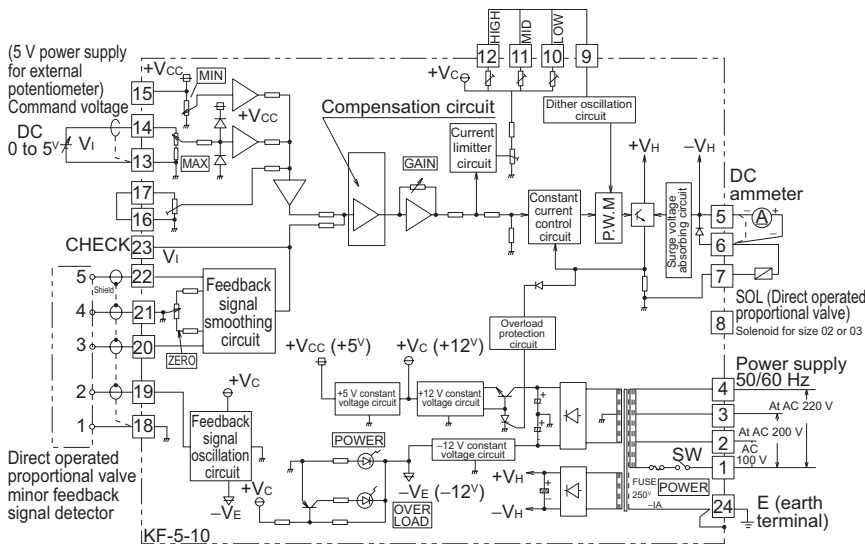 HIGH
MID
LOW
12
11
10
9
(5 V power supply
for external
potentiometer)
Command voltage
+VCC
MIN
+VC
15
14
13
DC
0 to 5V
VI
+VCC
MAX
Compensation circuit
Current
limitter
circuit
Dither oscillation
circuit
GAIN
+VH
-VH
DC
ammeter
17
16
Constant
current
control
circuit
P.W.M
Surge voltage
absorbing circuit
5
6
7
A
+
-
-
CHECK
23
VI
5
4
3
2
1
Shield
22
21
20
19
18
Feedback
signal
smoothing
circuit
ZERO
SOL (Direct operated
proportional valve)
Solenoid for size 02 or 03
8
Overload
protection
circuit
+VCC (+5V)
+VC (+12V)
+5 V constant
voltage circuit
+12 V constant
voltage circuit
Power supply
50/60 Hz
4
3
2
1
At AC 220 V
At AC 200 V
AC
100 V
+VC
Feedback
signal
oscillation
circuit
-VE
POWER
-12 V constant
voltage circuit
+
-
+
-
SW
FUSE
250V
-IA
POWER
+VC
-VE (-12V)
OVER
LOAD
+VH
-VH
+
-
24
E (earth
terminal)
Direct operated
proportional valve
minor feedback
signal detector
KF-5-10